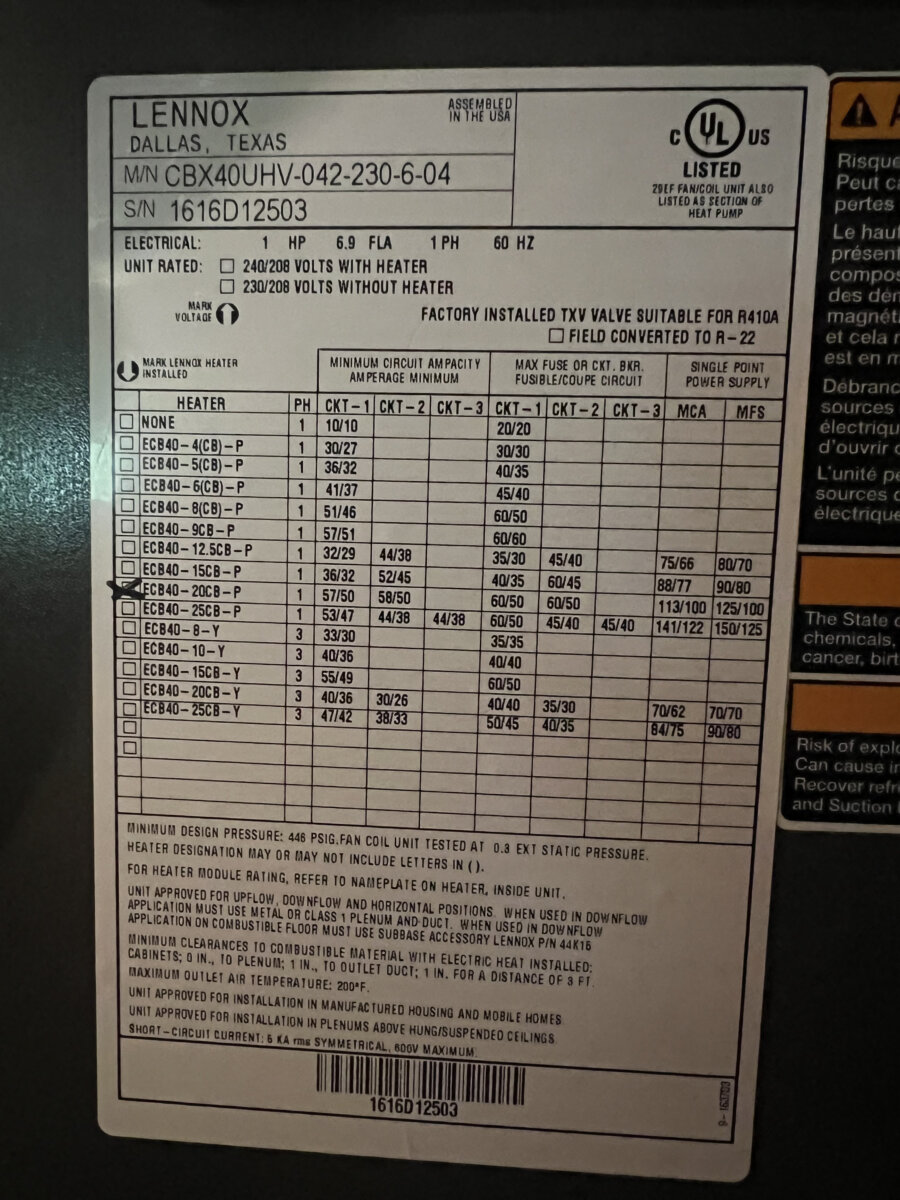 LENNOX
ASSEMBLED
IN THE USA
DALLAS, TEXAS
M/N CBX40UHV-042-230-6-04
S/N 1616D12503
C UL US
LISTED
29LF FAN/COIL UNIT ALSO
LISTED AS SECTION OF
HEAT PUMP
ELECTRICAL: 1 HP 6.9 FLA 1 PH 60 HZ
UNIT RATED: 240/208 VOLTS WITH HEATER
230/208 VOLTS WITHOUT HEATER
MARK
VOLTAGE
FACTORY INSTALLED TXV VALVE SUITABLE FOR R410A
FIELD CONVERTED TO R-22
MARK LENNOX HEATER
INSTALLED
MINIMUM CIRCUIT AMPACITY
AMPERAGE MINIMUM
MAX FUSE OR CKT. BKR.
FUSIBLE/COUPE CIRCUIT
SINGLE POINT
POWER SUPPLY
HEATER PH CKT-1 CKT-2 CKT-3 CKT-1 CKT-2 CKT-3 MCA MFS
NONE 1 10/10 20/20
ECB40-4(CB)-P 1 30/27 30/30
ECB40-5(CB)-P 1 36/32 40/35
ECB40-6(CB)-P 1 41/37 45/40
ECB40-8(CB)-P 1 51/46 60/50
ECB40-9CB-P 1 57/51 60/60
ECB40-12.5CB-P 1 32/29 44/38 35/30 45/40 75/66 80/70
ECB40-15CB-P 1 36/32 52/45 40/35 60/45 88/77 90/80
ECB40-20CB-P 1 57/50 58/50 60/50 60/50 113/100 125/100
ECB40-25CB-P 1 53/47 44/38 44/38 60/50 45/40 45/40 141/122 150/125
ECB40-8-Y 3 33/30 35/35
ECB40-10-Y 3 40/36 40/40
ECB40-15CB-Y 3 55/49 60/50
ECB40-20CB-Y 3 40/36 30/26 40/40 35/30 70/62 70/70
ECB40-25CB-Y 3 47/42 38/33 50/45 40/35 84/75 90/80
MINIMUM DESIGN PRESSURE: 446 PSIG.FAN COIL UNIT TESTED AT 0.3 EXT STATIC PRESSURE.
HEATER DESIGNATION MAY OR MAY NOT INCLUDE LETTERS IN ( ).
FOR HEATER MODULE RATING, REFER TO NAMEPLATE ON HEATER, INSIDE UNIT.
UNIT APPROVED FOR UPFLOW, DOWNFLOW AND HORIZONTAL POSITIONS. WHEN USED IN DOWNFLOW
APPLICATION MUST USE METAL OR CLASS 1 PLENUM AND DUCT. WHEN USED IN DOWNFLOW
APPLICATION ON COMBUSTIBLE FLOOR MUST USE SUBBASE ACCESSORY LENNOX P/N 44K16
MINIMUM CLEARANCES TO COMBUSTIBLE MATERIAL WITH ELECTRIC HEAT INSTALLED:
CABINETS; 0 IN., TO PLENUM; 1 IN., TO OUTLET DUCT; 1 IN. FOR A DISTANCE OF 3 FT.
MAXIMUM OUTLET AIR TEMPERATURE: 200°F.
UNIT APPROVED FOR INSTALLATION IN MANUFACTURED HOUSING AND MOBILE HOMES
UNIT APPROVED FOR INSTALLATION IN PLENUMS ABOVE HUNG/SUSPENDED CEILINGS
SHORT-CIRCUIT CURRENT: 5 KA rms SYMMETRICAL, 600V MAXIMUM.
1616D12503
Risque
Peut c
pertes
Le hau
présent
compos
des dén
magnéti
et cela
est en m
Débranc
sources
électriqu
d'ouvrir
L'unité pe
sources
électrique
The State
chemicals,
cancer, birt
Risk of explo
Can cause in
Recover refri
and Suction